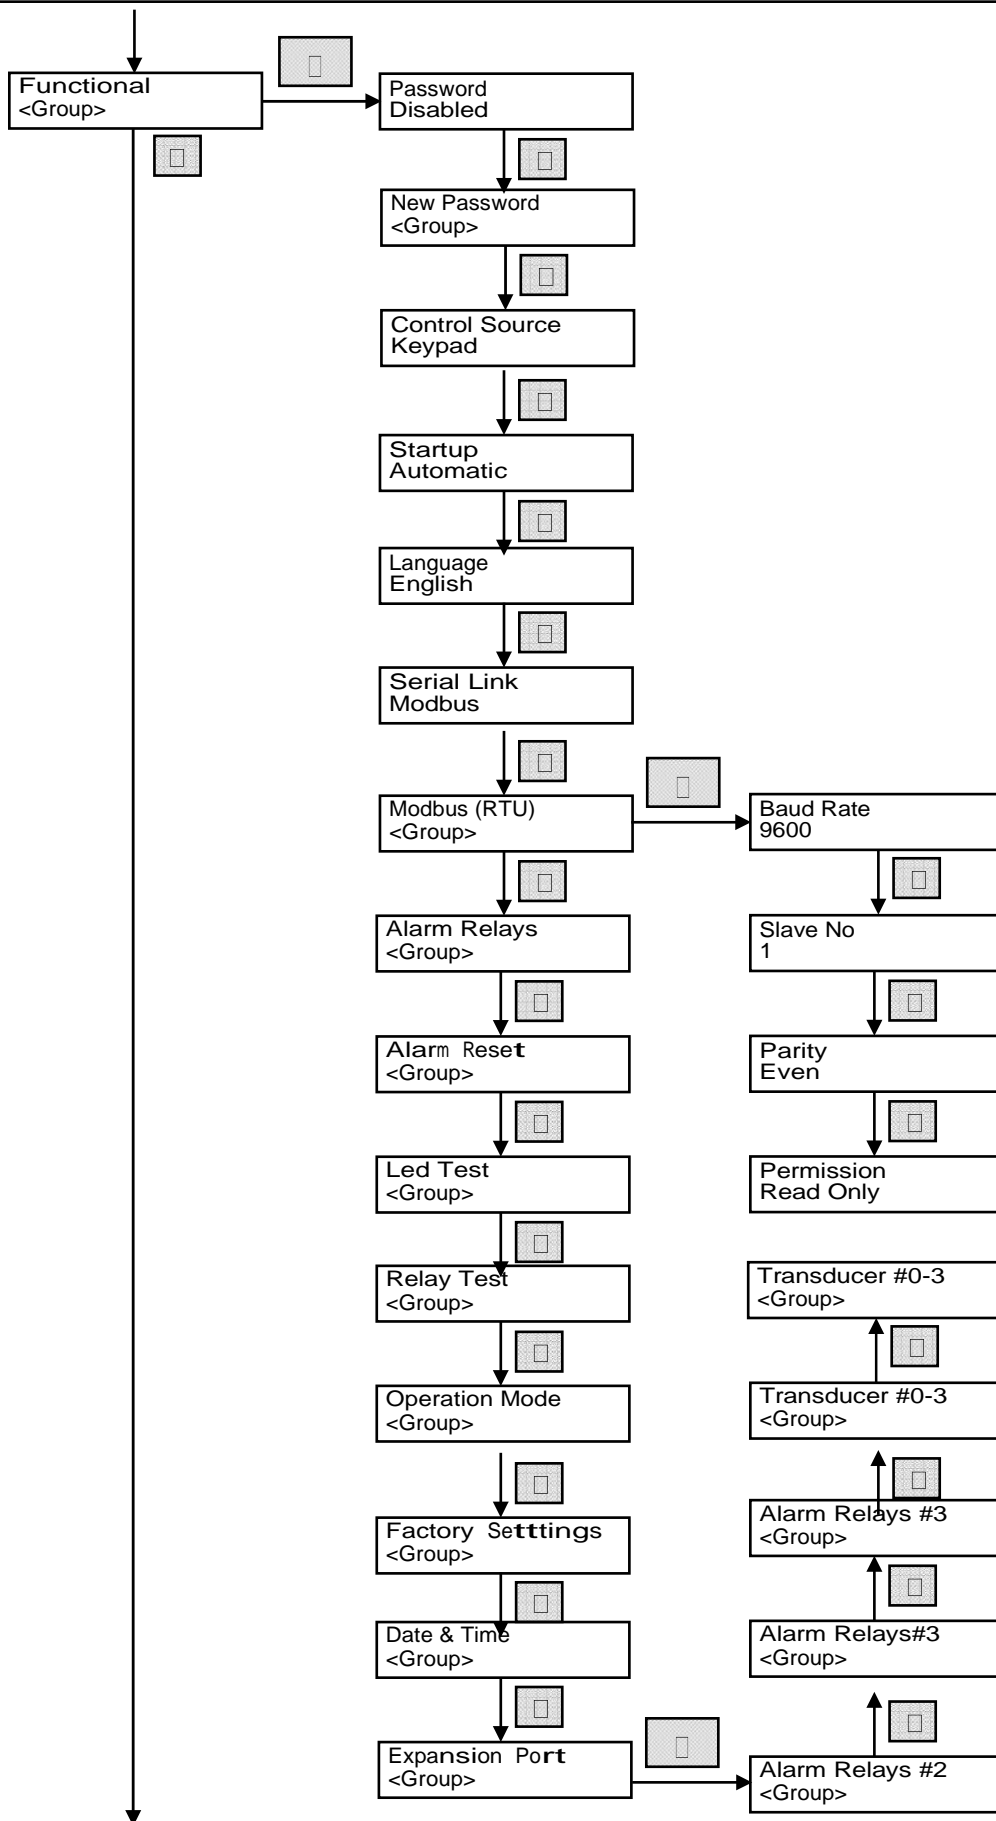 Functional
<Group>
Password
Disabled
New Password
<Group>
Control Source
Keypad
Startup
Automatic
Language
English
Serial Link
Modbus
Modbus (RTU)
<Group>
Baud Rate
9600
Alarm Relays
<Group>
Slave No
1
Alarm Reset
<Group>
Parity
Even
Led Test
<Group>
Permission
Read Only
Relay Test
<Group>
Transducer #0-3
<Group>
Operation Mode
<Group>
Transducer #0-3
<Group>
Factory Setttings
<Group>
Alarm Relays #3
<Group>
Date & Time
<Group>
Alarm Relays#3
<Group>
Expansion Port
<Group>
Alarm Relays #2
<Group>